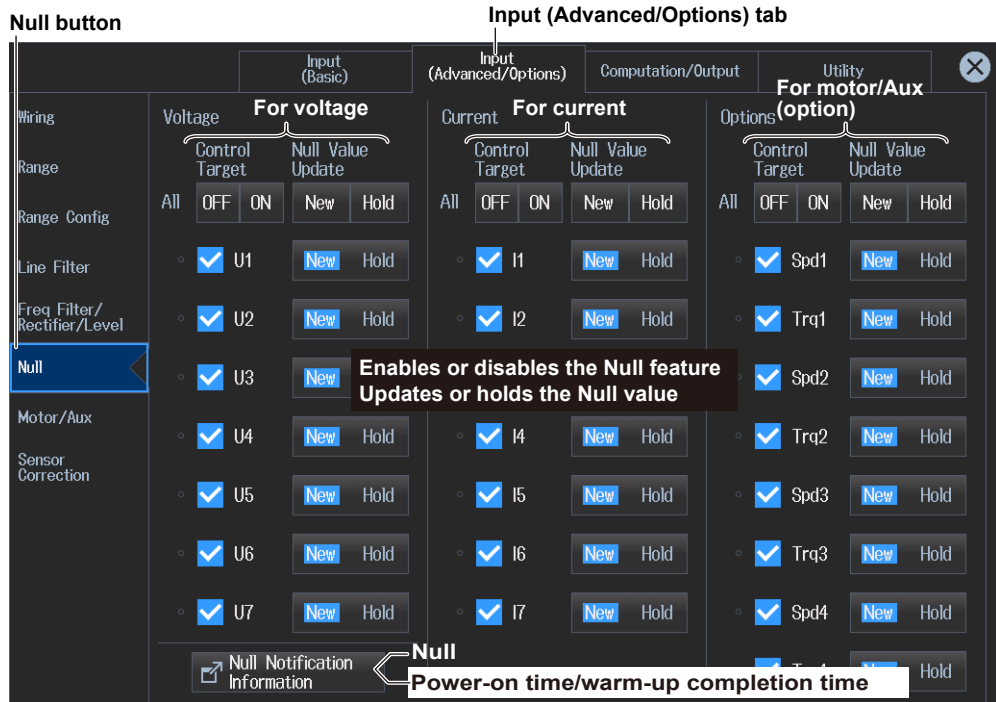 Null button
Input (Advanced/Options) tab
Input
(Basic)
Input
(Advanced/Options)
Computation/Output
Utility
Wiring
Range
Range Config
Line Filter
Freq Filter/
Rectifier/Level
Null
Motor/Aux
Sensor
Correction
Voltage
For voltage
Control
Target
Null Value
Update
All OFF ON New Hold
U1 New Hold
U2 New Hold
U3 New
U4 New Hold
U5 New Hold
U6 New Hold
U7 New Hold
Current
For current
Control
Target
Null Value
Update
All OFF ON New Hold
I1 New Hold
I2 New Hold
Enables or disables the Null feature
Updates or holds the Null value
I4 New Hold
I5 New Hold
I6 New Hold
I7 New Hold
Options
For motor/Aux
(option)
Control
Target
Null Value
Update
All OFF ON New Hold
Spd1 New Hold
Trq1 New Hold
Spd2 New Hold
Trq2 New Hold
Spd3 New Hold
Trq3 New Hold
Spd4 New Hold
Hold
Null Notification
Information
Null
Power-on time/warm-up completion time